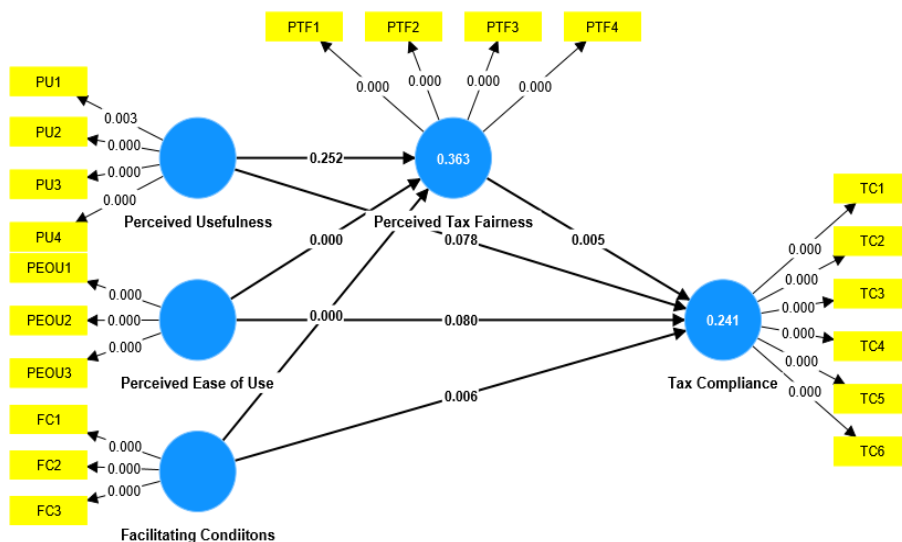 PTF1
PTF2
PTF3
PTF4
0.000
0.000
0.000
0.000
PU1
PU2
PU3
PU4
0.003
0.000
0.000
0.000
Perceived Usefulness
0.252
0.363
Perceived Tax Fairness
0.078
0.005
PEOU1
PEOU2
PEOU3
0.000
0.000
0.000
Perceived Ease of Use
0.000
0.000
0.080
0.006
FC1
FC2
FC3
0.000
0.000
0.000
Facilitating Condiitons
0.241
Tax Compliance
TC1
TC2
TC3
TC4
TC5
TC6
0.000
0.000
0.000
0.000
0.000
0.000